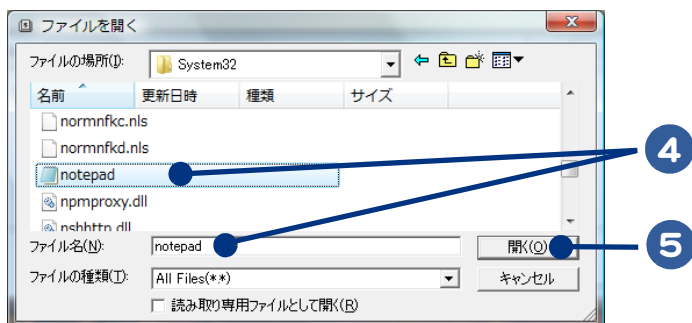 ファイルを開く
ファイルの場所(I): System32
名前 更新日時 種類 サイズ
normnfkc.nls
normnfkd.nls
notepad
npmproxy.dll
nshhttp.dll
ファイル名(N): notepad 開く(O)
ファイルの種類(T): All Files(*.*) キャンセル
読み取り専用ファイルとして開く(R)
4
5